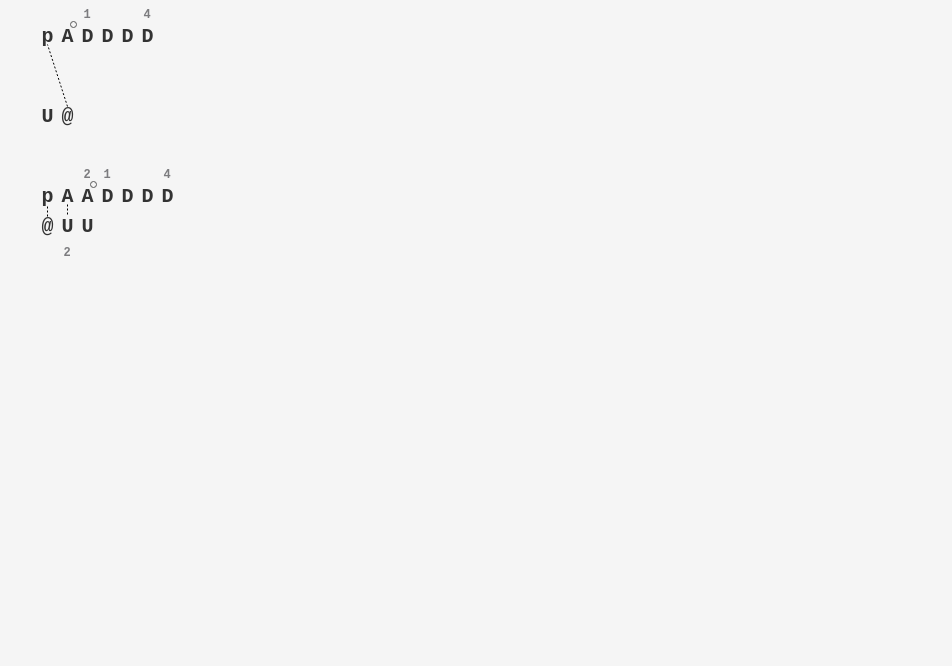 1 4
p A D D D D
U @
2 1 4
p A A D D D D
@ U U
2